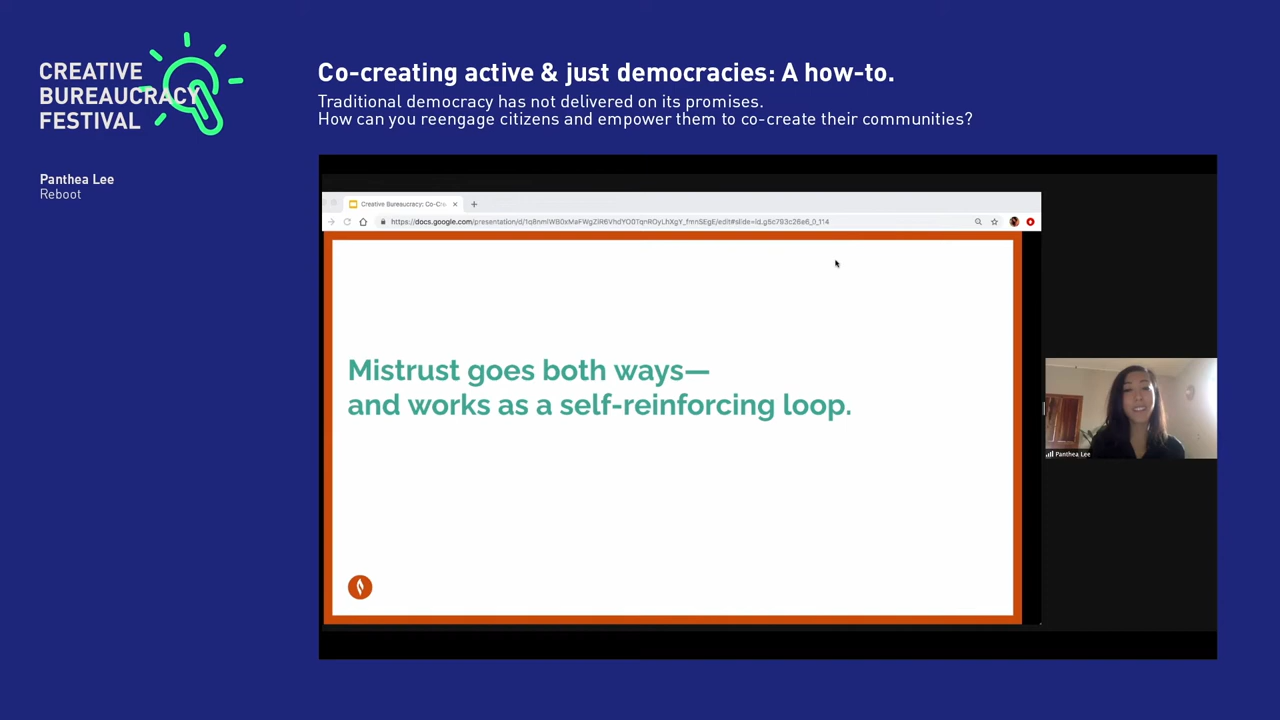 CREATIVE
BUREAUCRACY
FESTIVAL
Co-creating active & just democracies: A how-to.
Traditional democracy has not delivered on its promises.
How can you reengage citizens and empower them to co-create their communities?
Panthea Lee
Reboot
Creative Bureaucracy: Co-Cre
Mistrust goes both ways—
and works as a self-reinforcing loop.
Panthea Lee